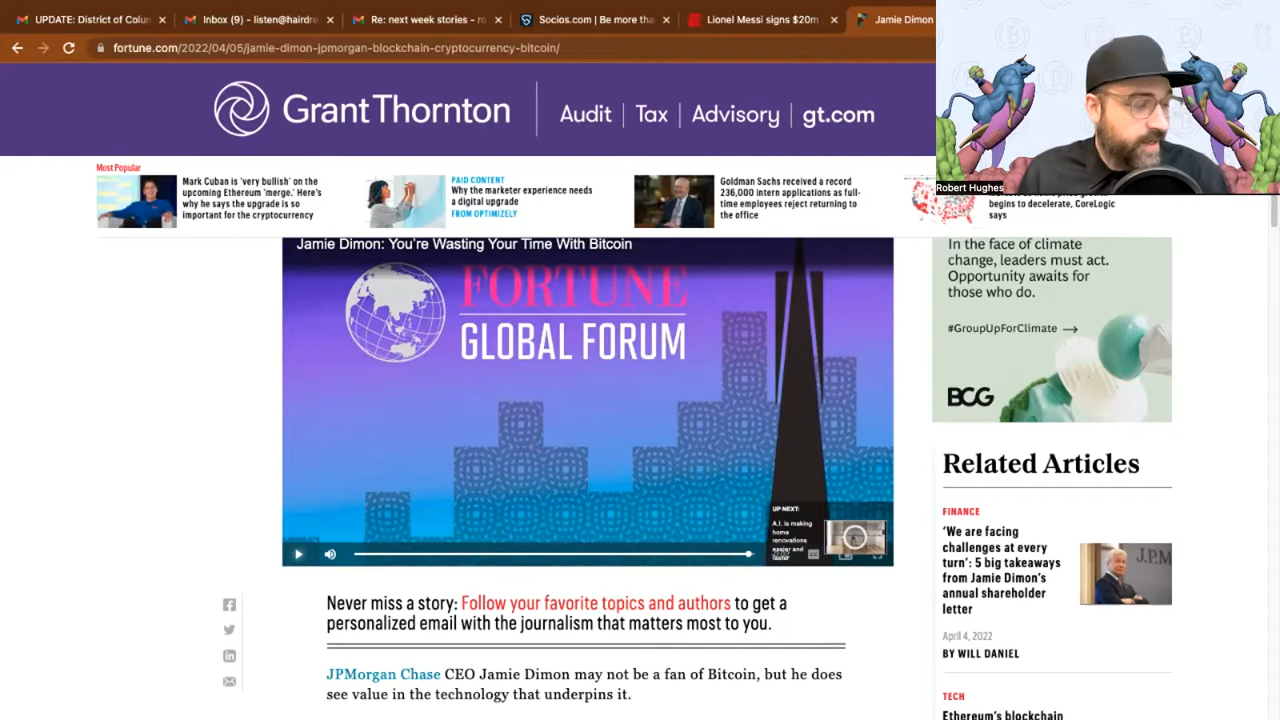 UPDATE: District of Colum
Inbox (9) - listen@hairdre
Re: next week stories - ro
Socios.com | Be more tha
Lionel Messi signs $20m
Jamie Dimon
fortune.com/2022/04/05/jamie-dimon-jpmorgan-blockchain-cryptocurrency-bitcoin/
GrantThornton
Audit | Tax | Advisory | gt.com
Robert Hughes
Most Popular
Mark Cuban is ‘very bullish’ on the
upcoming Ethereum ‘merge.’ Here’s
why he says the upgrade is so
important for the cryptocurrency
PAID CONTENT
Why the marketer experience needs
a digital upgrade
FROM OPTIMIZELY
Goldman Sachs received a record
236,000 intern applications as full-
time employees reject returning to
the office
begins to decelerate, CoreLogic
says
Jamie Dimon: You’re Wasting Your Time With Bitcoin
FORTUNE
GLOBAL FORUM
UP NEXT:
A.I. is making
home
renovations
easier and
In the face of climate
change, leaders must act.
Opportunity awaits for
those who do.
#GroupUpForClimate
BCG
Related Articles
FINANCE
‘We are facing
challenges at every
turn’: 5 big takeaways
from Jamie Dimon’s
annual shareholder
letter
J.P.M
April 4, 2022
BY WILL DANIEL
TECH
Ethereum’s blockchain
Never miss a story: Follow your favorite topics and authors to get a
personalized email with the journalism that matters most to you.
JPMorgan Chase CEO Jamie Dimon may not be a fan of Bitcoin, but he does
see value in the technology that underpins it.